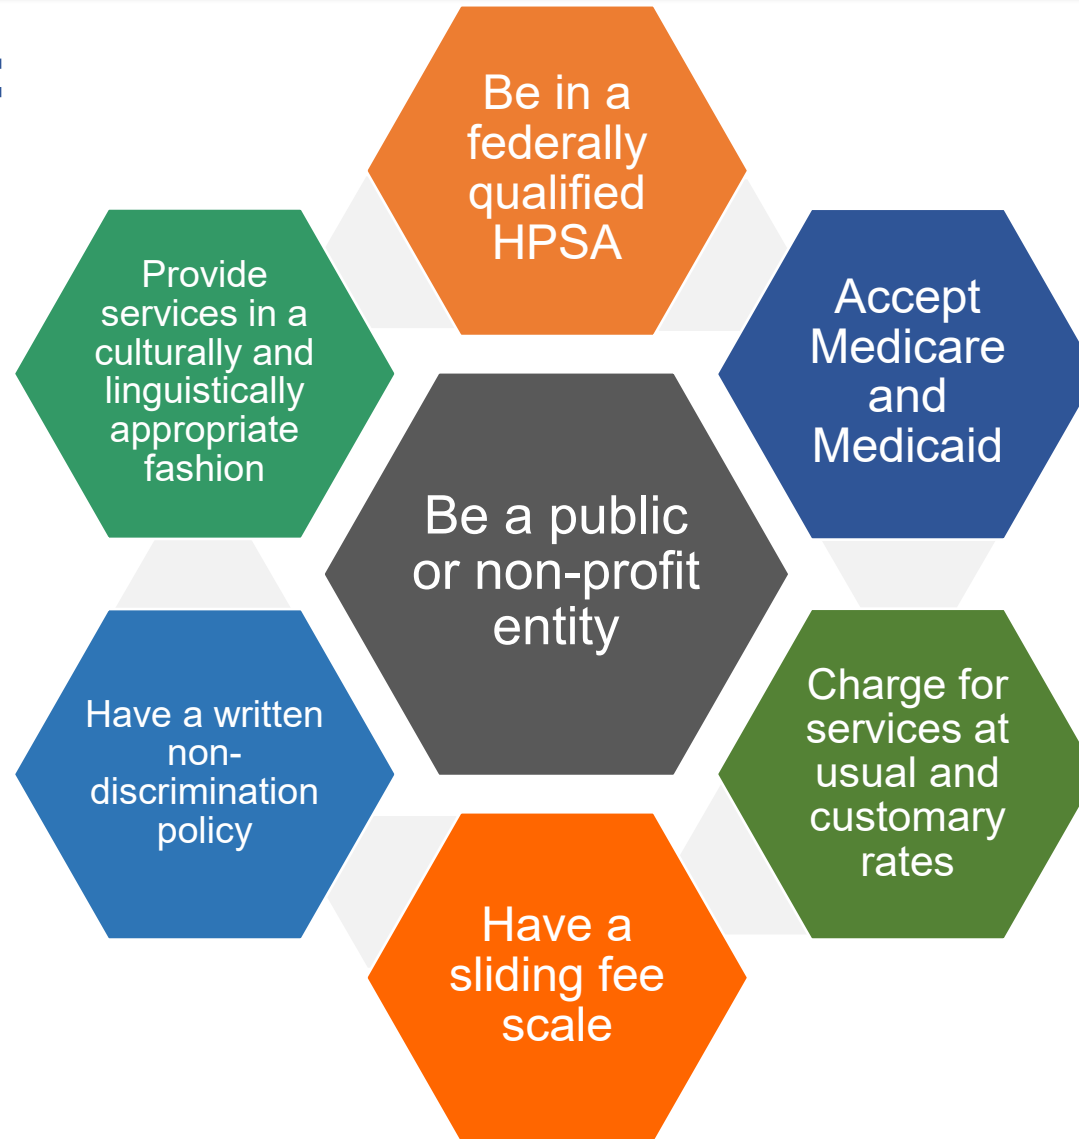 :
Be in a
federally
qualified
HPSA
Accept
Medicare
and
Medicaid
Charge for
services at
usual and
customary
rates
Have a
sliding fee
scale
Have a written
non-
discrimination
policy
Provide
services in a
culturally and
linguistically
appropriate
fashion
Be a public
or non-profit
entity